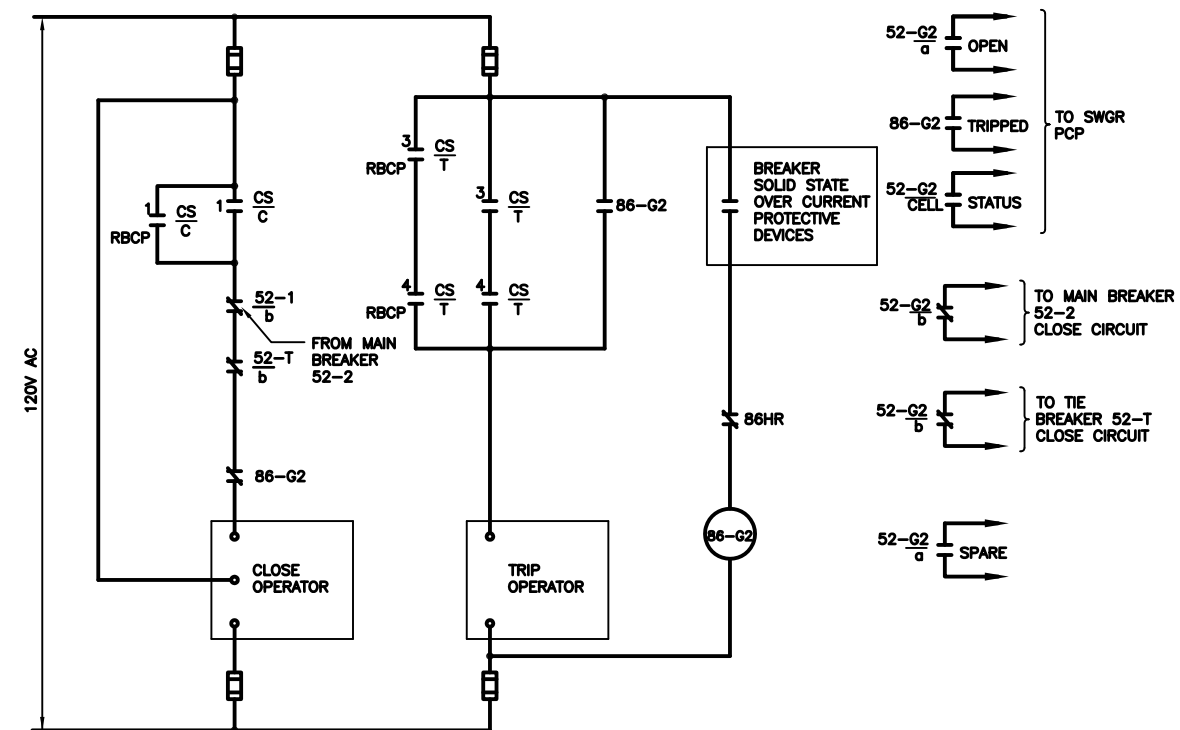 120V AC
1
CS
C
RBCP
1
CS
C
52-1
b
FROM MAIN
BREAKER
52-2
52-T
b
86-G2
CLOSE
OPERATOR
3
CS
T
RBCP
3
CS
T
4
CS
T
RBCP
4
CS
T
86-G2
TRIP
OPERATOR
BREAKER
SOLID STATE
OVER CURRENT
PROTECTIVE
DEVICES
86HR
86-G2
52-G2
a
OPEN
86-G2
TRIPPED
52-G2
CELL
STATUS
TO SWGR
PCP
52-G2
b
TO MAIN BREAKER
52-2
CLOSE CIRCUIT
52-G2
b
TO TIE
BREAKER 52-T
CLOSE CIRCUIT
52-G2
a
SPARE